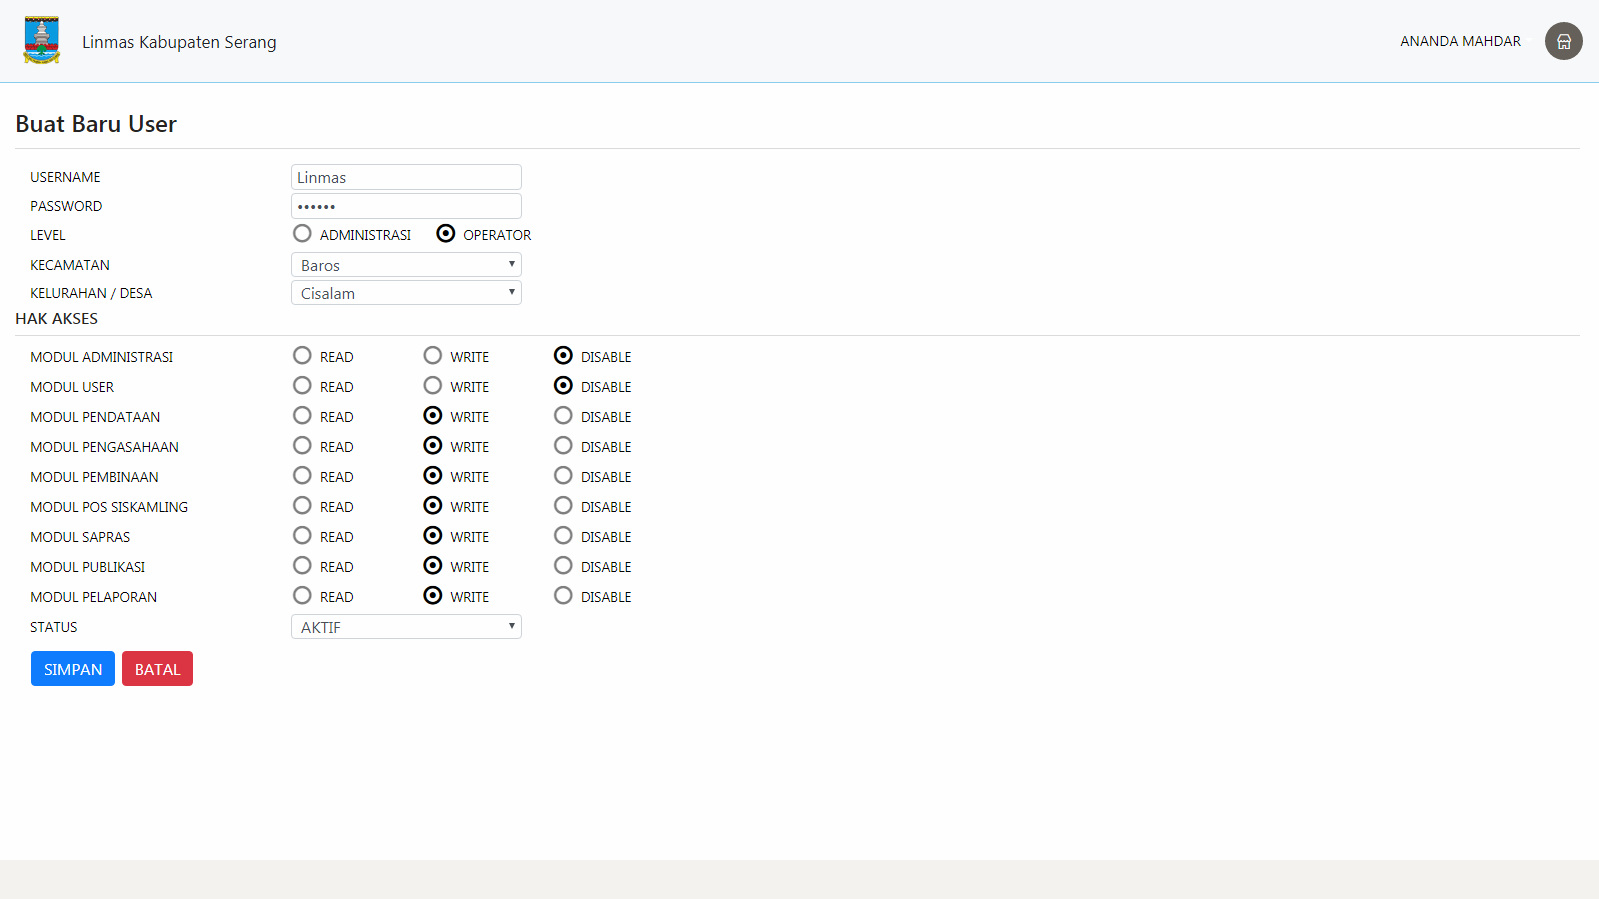 Linmas Kabupaten Serang
ANANDA MAHDAR
Buat Baru User
USERNAME Linmas
PASSWORD ••••••
LEVEL ADMINISTRASI OPERATOR
KECAMATAN Baros
KELURAHAN / DESA Cisalam
HAK AKSES
MODUL ADMINISTRASI READ WRITE DISABLE
MODUL USER READ WRITE DISABLE
MODUL PENDATAAN READ WRITE DISABLE
MODUL PENGASAHAAN READ WRITE DISABLE
MODUL PEMBINAAN READ WRITE DISABLE
MODUL POS SISKAMLING READ WRITE DISABLE
MODUL SAPRAS READ WRITE DISABLE
MODUL PUBLIKASI READ WRITE DISABLE
MODUL PELAPORAN READ WRITE DISABLE
STATUS AKTIF
SIMPAN BATAL